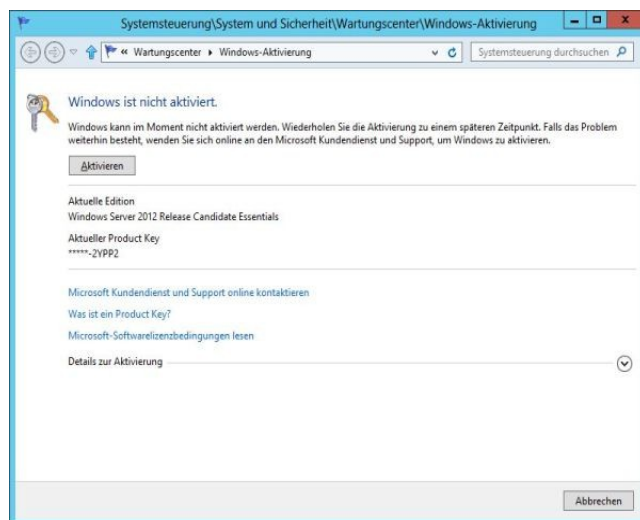 Systemsteuerung\System und Sicherheit\Wartungscenter\Windows-Aktivierung
« Wartungscenter Windows-Aktivierung
Systemsteuerung durchsuchen
Windows ist nicht aktiviert.
Windows kann im Moment nicht aktiviert werden. Wiederholen Sie die Aktivierung zu einem späteren Zeitpunkt. Falls das Problem
weiterhin besteht, wenden Sie sich online an den Microsoft Kundendienst und Support, um Windows zu aktivieren.
Aktivieren
Aktuelle Edition
Windows Server 2012 Release Candidate Essentials
Aktueller Product Key
*****-2YPP2
Microsoft Kundendienst und Support online kontaktieren
Was ist ein Product Key?
Microsoft-Softwarelizenzbedingungen lesen
Details zur Aktivierung
Abbrechen